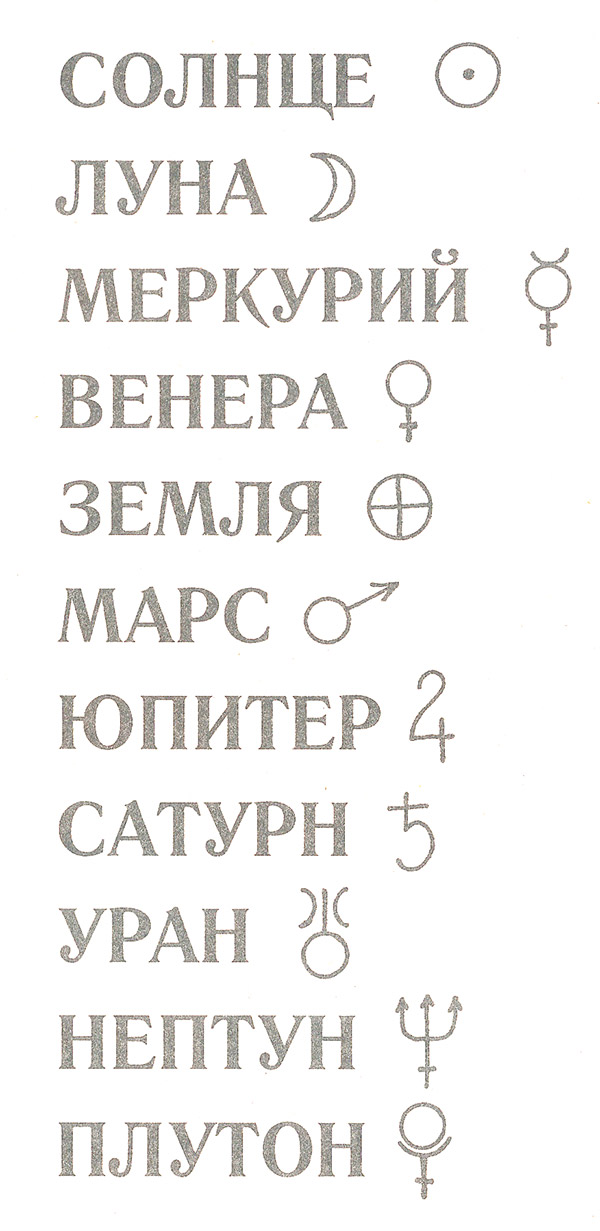 СОЛНЦЕ ☉
ЛУНА ☽
МЕРКУРИЙ ☿
ВЕНЕРА ♀
ЗЕМЛЯ ⊕
МАРС ♂
ЮПИТЕР ♃
САТУРН ♄
УРАН ♅
НЕПТУН ♆
ПЛУТОН ⯓